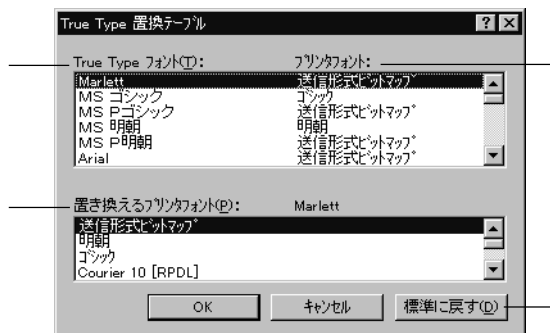 True Type 置換テーブル
True Type フォント(T): プリンタフォント:
Marlett 送信形式ビットマップ
MS ゴシック ゴシック
MS Pゴシック 送信形式ビットマップ
MS 明朝 明朝
MS P明朝 送信形式ビットマップ
Arial 送信形式ビットマップ
置き換えるプリンタフォント(P): Marlett
送信形式ビットマップ
明朝
ゴシック
Courier 10 [RPDL]
OK キャンセル 標準に戻す(D)